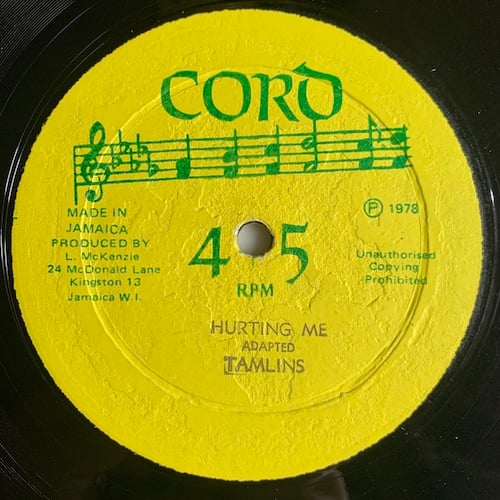 CORD
MADE IN
JAMAICA
PRODUCED BY
L. McKenzie
24 McDonald Lane
Kingston 13
Jamaica W.I.
45
RPM
Ⓟ 1978
Unauthorised
Copying
Prohibited
HURTING ME
ADAPTED
TAMLINS